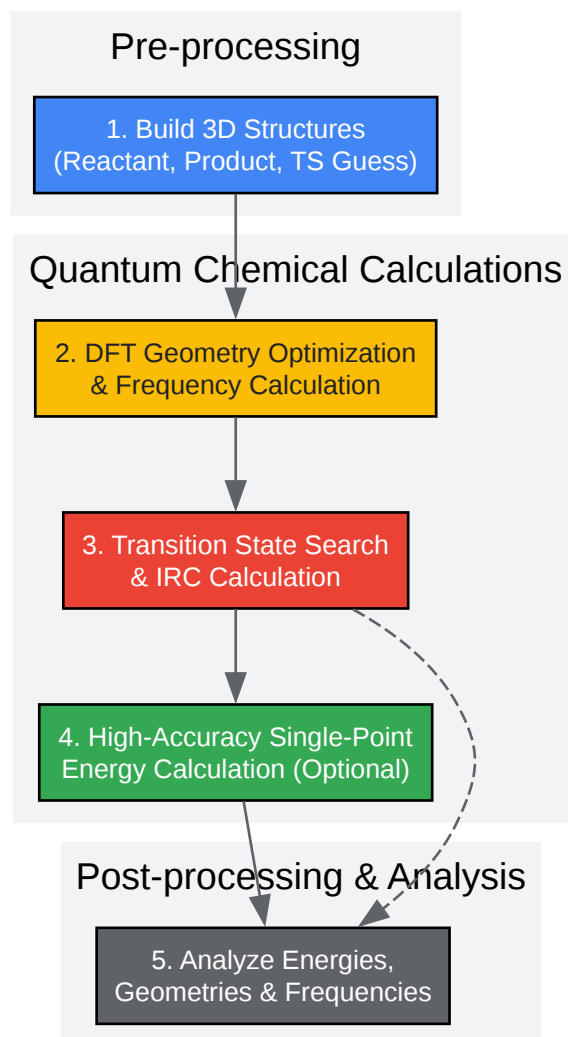 Pre-processing
1. Build 3D Structures
(Reactant, Product, TS Guess)
Quantum Chemical Calculations
2. DFT Geometry Optimization
& Frequency Calculation
3. Transition State Search
& IRC Calculation
4. High-Accuracy Single-Point
Energy Calculation (Optional)
Post-processing & Analysis
5. Analyze Energies,
Geometries & Frequencies